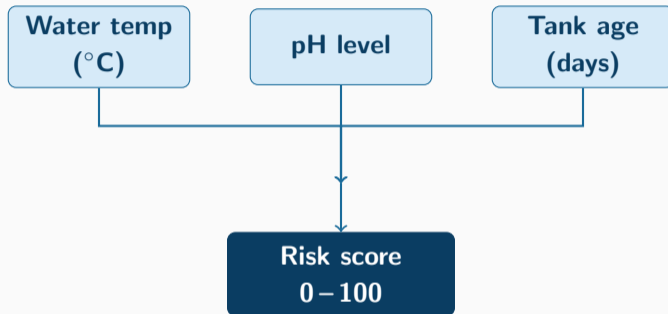 Water temp
(°C)
pH level
Tank age
(days)
Risk score
0 – 100